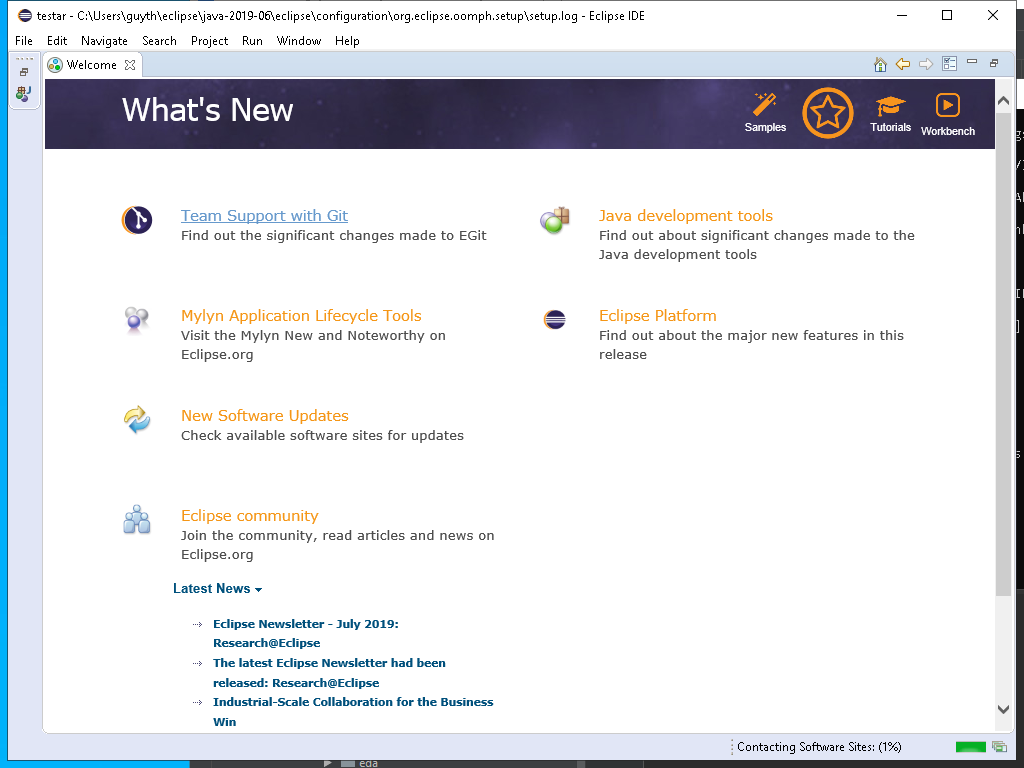 testar - C:\Users\guyth\eclipse\java-2019-06\eclipse\configuration\org.eclipse.oomph.setup\setup.log - Eclipse IDE
File Edit Navigate Search Project Run Window Help
Welcome
What's New
Samples
Tutorials
Workbench
Team Support with Git
Find out the significant changes made to EGit
Java development tools
Find out about significant changes made to the
Java development tools
Mylyn Application Lifecycle Tools
Visit the Mylyn New and Noteworthy on
Eclipse.org
Eclipse Platform
Find out about the major new features in this
release
New Software Updates
Check available software sites for updates
Eclipse community
Join the community, read articles and news on
Eclipse.org
Latest News
Eclipse Newsletter - July 2019:
Research@Eclipse
The latest Eclipse Newsletter had been
released: Research@Eclipse
Industrial-Scale Collaboration for the Business
Win
Contacting Software Sites: (1%)
eda